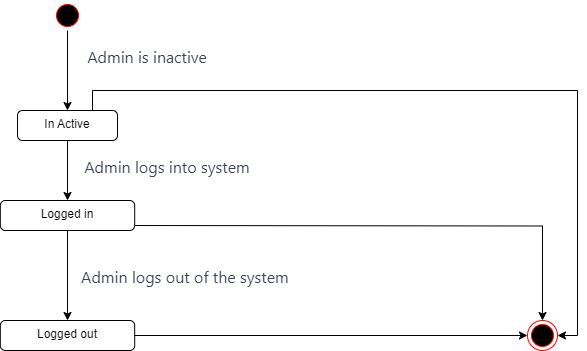 Admin is inactive
In Active
Admin logs into system
Logged in
Admin logs out of the system
Logged out